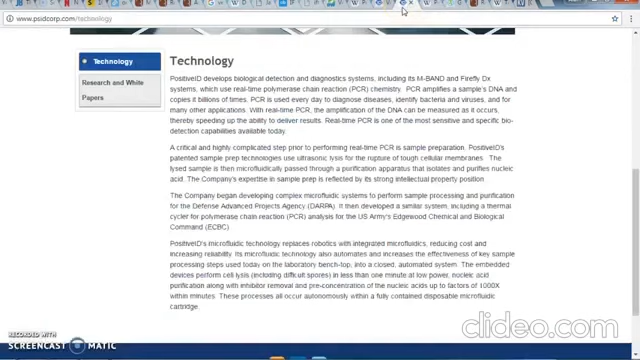 www.psidcorp.com/technology
Technology
Research and White
Papers
Technology
PositiveID develops biological detection and diagnostics systems, including its M-BAND and Firefly Dx
systems, which use real-time polymerase chain reaction (PCR) chemistry. PCR amplifies a sample's DNA and
copies it billions of times. PCR is used every day to diagnose diseases, identify bacteria and viruses, and for
many other applications. With real-time PCR, the amplification of the DNA can be measured as it occurs,
thereby speeding up the ability to deliver results. Real-time PCR is one of the most sensitive and specific bio-
detection capabilities available today.
A critical and highly complicated step prior to performing real-time PCR is sample preparation. PositiveID's
patented sample prep technologies use ultrasonic lysis for the rupture of tough cellular membranes. The
lysed sample is then microfluidically passed through a purification apparatus that isolates and purifies nucleic
acid. The Company's expertise in sample prep is reflected by its strong intellectual property position
The Company began developing complex microfluidic systems to perform sample processing and purification
for the Defense Advanced Projects Agency (DARPA). It then developed a similar system, including a thermal
cycler for polymerase chain reaction (PCR) analysis for the US Army's Edgewood Chemical and Biological
Command (ECBC)
PositiveID's microfluidic technology replaces robotics with integrated microfluidics, reducing cost and
increasing reliability. Its microfluidic technology also automates and increases the effectiveness of key sample
processing steps used today on the laboratory bench-top, into a closed, automated system. The embedded
devices perform cell lysis (including difficult spores) in less than one minute at low power, nucleic acid
purification along with inhibitor removal and pre-concentration of the nucleic acids up to factors of 1000X
within minutes. These processes all occur autonomously within a fully contained disposable microfluidic
cartridge.
RECORDED WITH
SCREENCAST MATIC
clideo.com